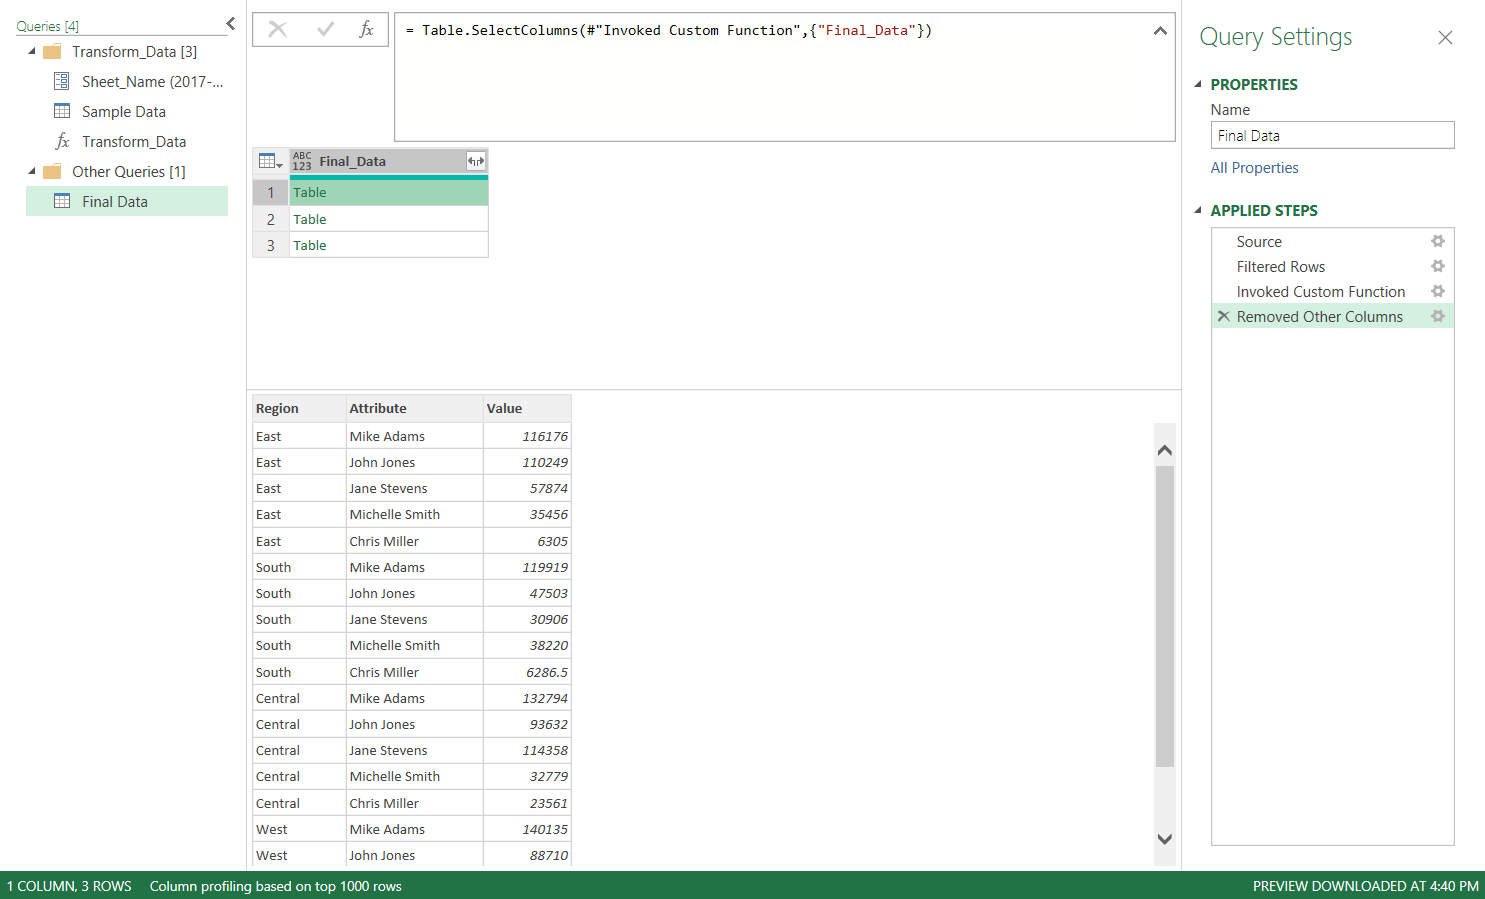 Queries [4]
Transform_Data [3]
Sheet_Name (2017-...
Sample Data
fx Transform_Data
Other Queries [1]
Final Data
fx
= Table.SelectColumns(#"Invoked Custom Function",{"Final_Data"})
ABC 123 Final_Data
1 Table
2 Table
3 Table
Region Attribute Value
East Mike Adams 116176
East John Jones 110249
East Jane Stevens 57874
East Michelle Smith 35456
East Chris Miller 6305
South Mike Adams 119919
South John Jones 47503
South Jane Stevens 30906
South Michelle Smith 38220
South Chris Miller 6286.5
Central Mike Adams 132794
Central John Jones 93632
Central Jane Stevens 114358
Central Michelle Smith 32779
Central Chris Miller 23561
West Mike Adams 140135
West John Jones 88710
Query Settings
PROPERTIES
Name
Final Data
All Properties
APPLIED STEPS
Source
Filtered Rows
Invoked Custom Function
Removed Other Columns
1 COLUMN, 3 ROWS Column profiling based on top 1000 rows
PREVIEW DOWNLOADED AT 4:40 PM